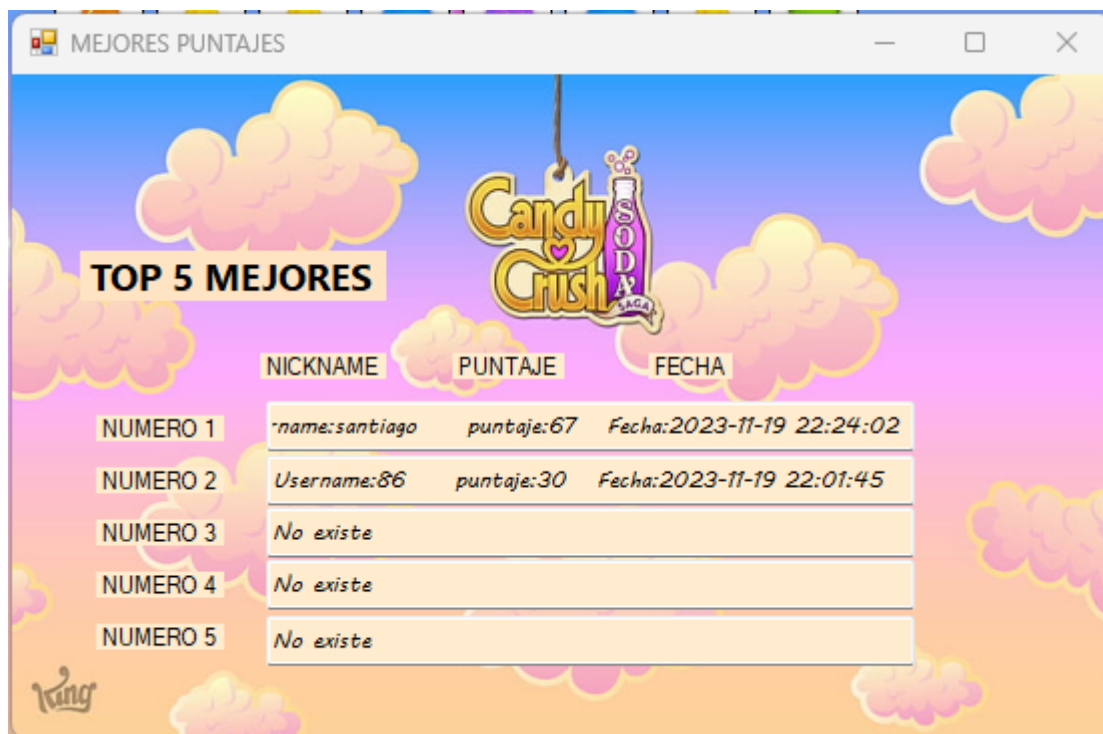 MEJORES PUNTAJES
Candy
Crush
SODA
SAGA
TOP 5 MEJORES
NICKNAME PUNTAJE FECHA
NUMERO 1 rname:santiago puntaje:67 Fecha:2023-11-19 22:24:02
NUMERO 2 Username:86 puntaje:30 Fecha:2023-11-19 22:01:45
NUMERO 3 No existe
NUMERO 4 No existe
NUMERO 5 No existe
King